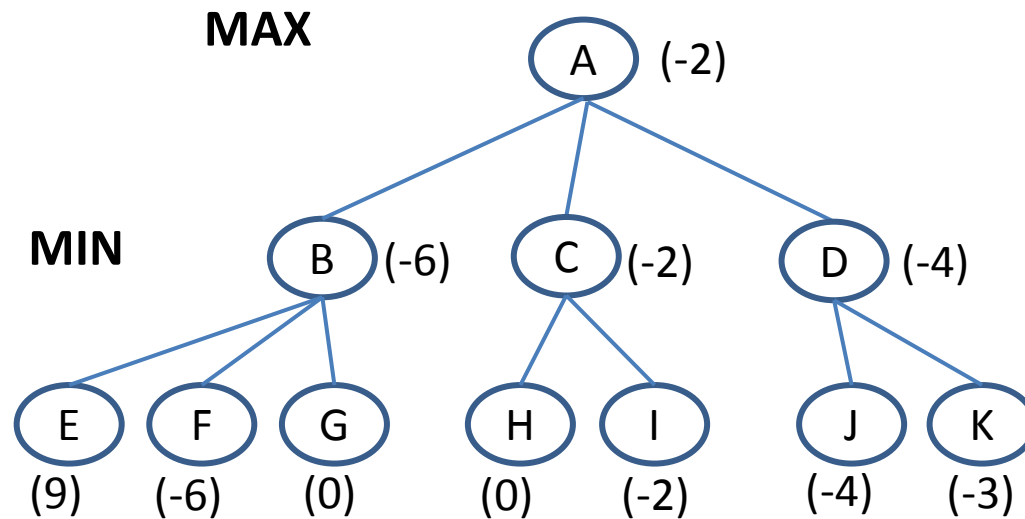 MAX
A (-2)
MIN
B (-6) C (-2) D (-4)
E F G H I J K
(9) (-6) (0) (0) (-2) (-4) (-3)